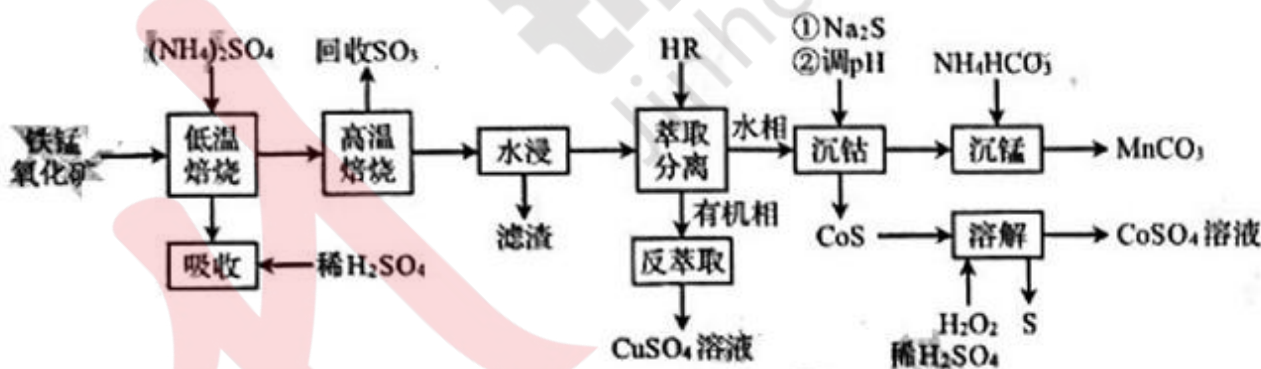 (NH₄)₂SO₄
回收SO₃
HR
①Na₂S
②调pH
NH₄HCO₃
铁锰
氧化矿
低温
焙烧
高温
焙烧
水浸
萃取
分离
水相
沉钴
沉锰
MnCO₃
滤渣
有机相
CoS
溶解
CoSO₄溶液
吸收
稀H₂SO₄
反萃取
H₂O₂
S
稀H₂SO₄
CuSO₄溶液